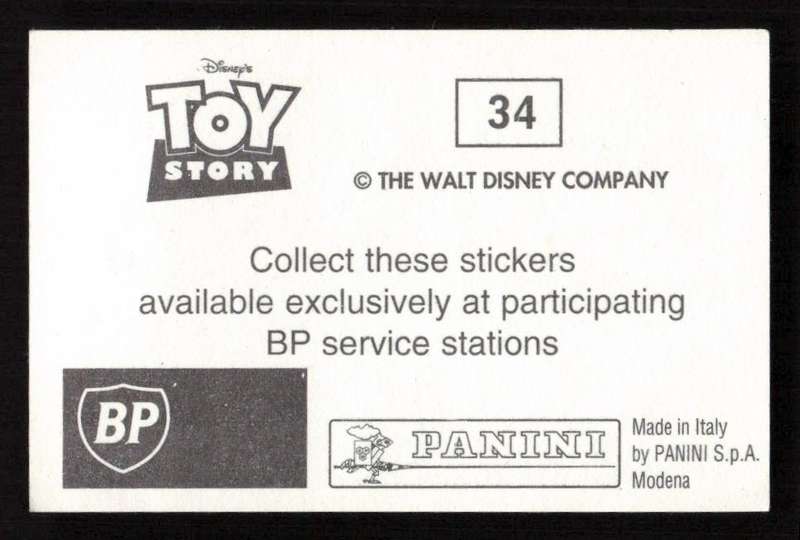 Disney's
TOY
STORY
34
© THE WALT DISNEY COMPANY
Collect these stickers
available exclusively at participating
BP service stations
BP
PANINI
Made in Italy
by PANINI S.p.A.
Modena